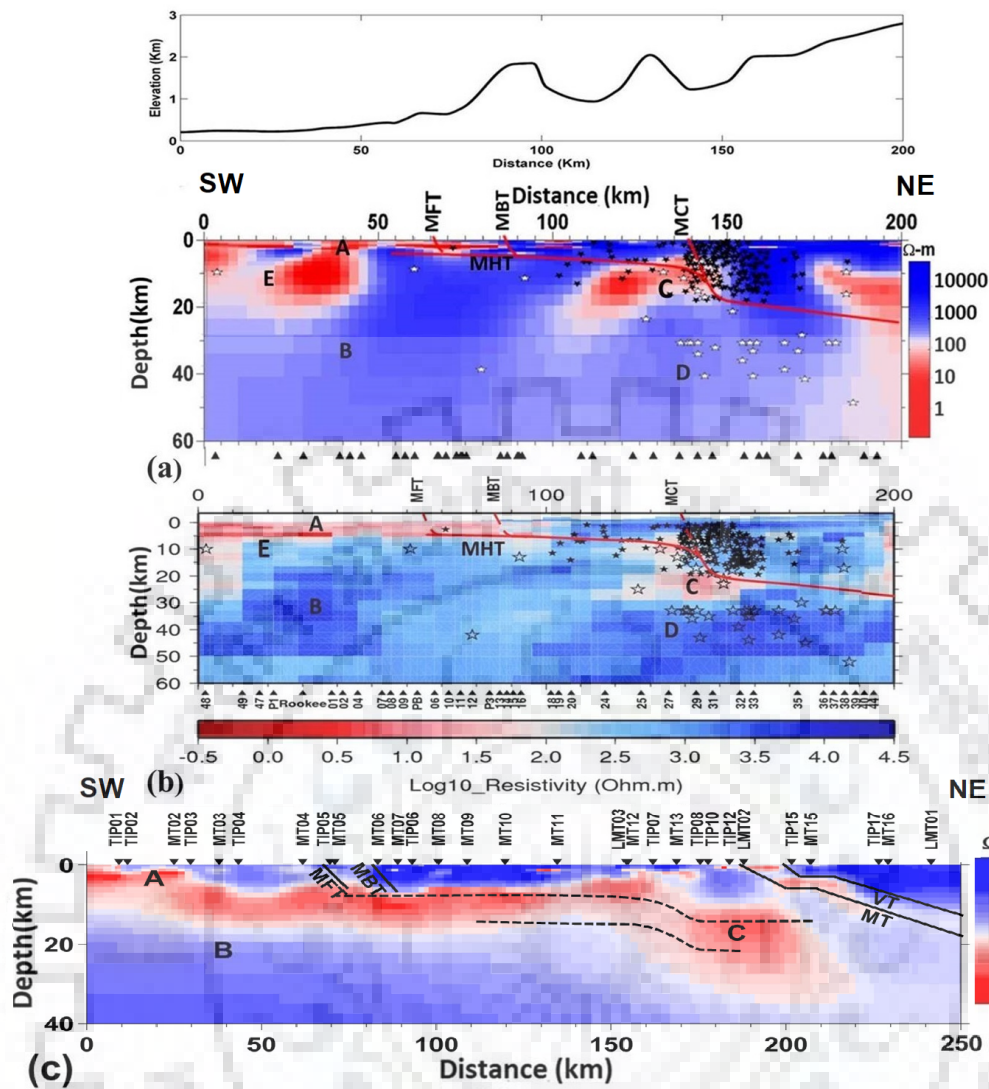 3
2
1
0
Elevation (Km)
0 50 100 150 200
Distance (Km)
SW NE
Distance (km)
MFT MBT MCT
0 50 100 150 200
Ω-m
10000
1000
100
10
1
0
20
40
60
Depth(km)
A
E
B
MHT
C
D
(a)
0 100 200
MFT MBT MCT
0
10
20
30
40
50
60
Depth(km)
A
E
B
MHT
C
D
48 49 47 P1 Rookee 01 02 04 07 08 09 PB 06 10 11 12 P3 13 14 15 16 18 17 20 24 25 27 29 31 32 33 35 36 37 38 39 40 44
-0.5 0.0 0.5 1.0 1.5 2.0 2.5 3.0 3.5 4.0 4.5
Log10_Resistivity (Ohm.m)
(b)
SW NE
TIP01 TIP02 MT02 TIP03 MT03 TIP04 MT04 TIP05 MT05 MT06 MT07 TIP06 MT08 MT09 MT10 MT11 LMT03 MT12 TIP07 MT13 TIP08 TIP10 TIP12 LMT02 TIP15 MT15 TIP17 MT16 LMT01
0
20
40
Depth(km)
A
B
MFT
MBT
C
VT
MT
0 50 100 150 200 250
Distance (km)
(c)